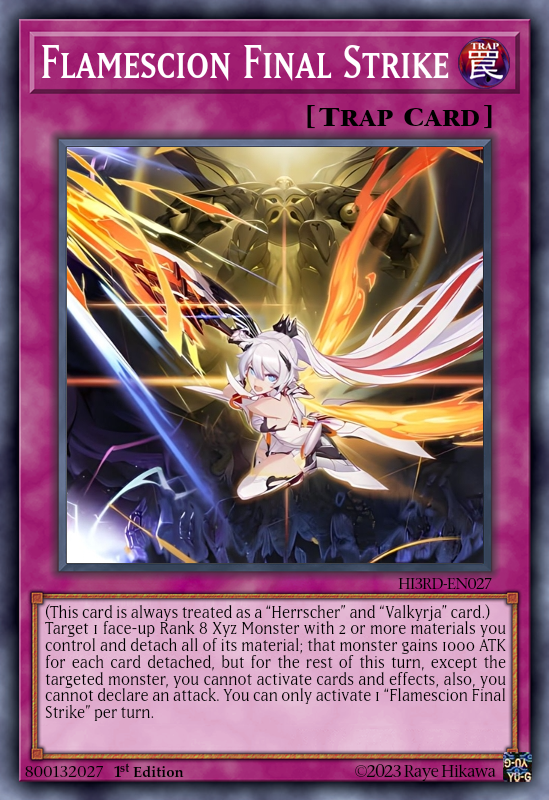 FLAMESCION FINAL STRIKE
TRAP
罠
[TRAP CARD]
HI3RD-EN027
(This card is always treated as a “Herrscher” and “Valkyrja” card.)
Target 1 face-up Rank 8 Xyz Monster with 2 or more materials you
control and detach all of its material; that monster gains 1000 ATK
for each card detached, but for the rest of this turn, except the
targeted monster, you cannot activate cards and effects, also, you
cannot declare an attack. You can only activate 1 “Flamescion Final
Strike” per turn.
800132027 1st Edition ©2023 Raye Hikawa
YU-G
YU-G